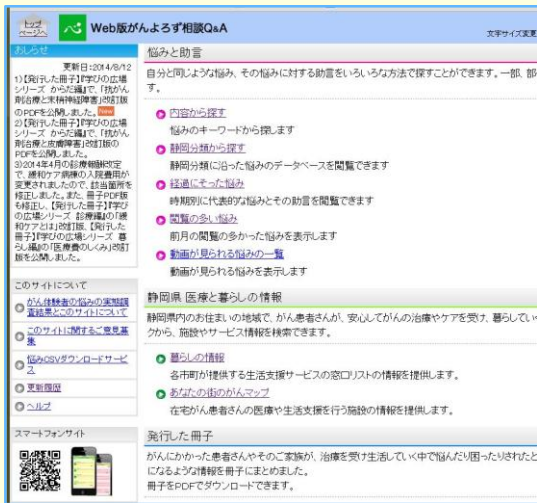 トップページへ
Web版がんよろず相談Q&A
文字サイズ変更
おしらせ
更新日:2014/8/12
1)【発行した冊子】『学びの広場
シリーズ からだ編』で、「抗がん
剤治療と末梢神経障害」改訂版
のPDFを公開しました。New
2)【発行した冊子】『学びの広場
シリーズ からだ編』で、「抗がん
剤治療と皮膚障害」改訂版の
PDFを公開しました。
3)2014年4月の診療報酬改定
で、緩和ケア病棟の入院費用が
変更されましたので、該当箇所を
修正しました。また、冊子PDF版
も修正し、【発行した冊子】『学び
の広場シリーズ 診療編』の「緩
和ケアとは」改訂版、【発行した
冊子】『学びの広場シリーズ 暮
らし編』の「医療費のしくみ」改訂
版を公開しました。
このサイトについて
がん体験者の悩みの実態調
査結果とこのサイトについて
このサイトに関するご意見募
集
悩みCSVダウンロードサービ
ス
更新履歴
ヘルプ
スマートフォンサイト
悩みと助言
自分と同じような悩み、その悩みに対する助言をいろいろな方法で探すことができます。一部、部
す。
内容から探す
悩みのキーワードから探します
静岡分類から探す
静岡分類に沿った悩みのデータベースを閲覧できます
経過にそった悩み
時期別に代表的な悩みとその助言を閲覧できます
閲覧の多い悩み
前月の閲覧の多かった悩みを表示します
動画が見られる悩みの一覧
動画が見られる悩みを表示します
静岡県 医療と暮らしの情報
静岡県内のお住まいの地域で、がん患者さんが、安心してがんの治療やケアを受け、暮らしてい
クから、施設やサービス情報を検索できます。
暮らしの情報
各市町が提供する生活支援サービスの窓口リストの情報を提供します。
あなたの街のがんマップ
在宅がん患者さんの医療や生活支援を行う施設の情報を提供します。
発行した冊子
がんにかかった患者さんやそのご家族が、治療を受け生活していく中で悩んだり困ったりされたと
になるような情報を冊子にまとめました。
冊子をPDFでダウンロードできます。